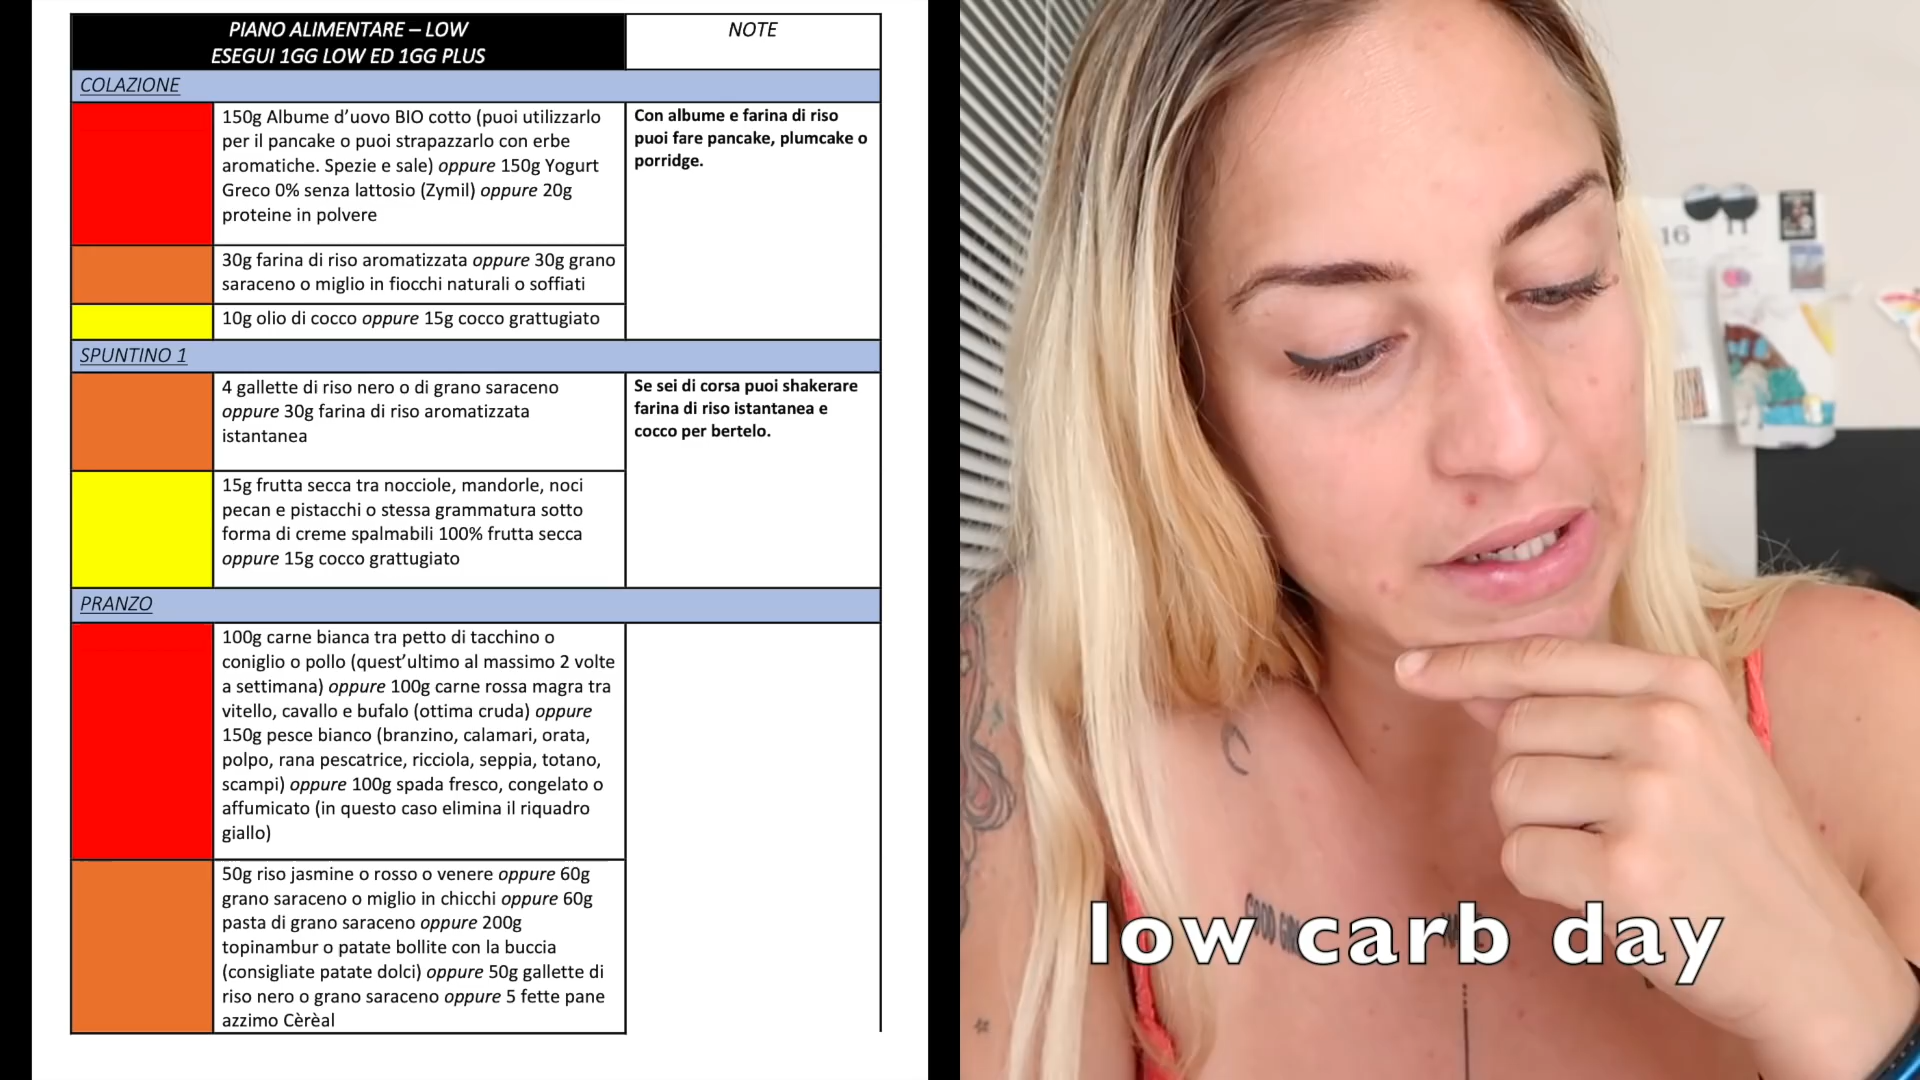 PIANO ALIMENTARE – LOW
ESEGUI 1GG LOW ED 1GG PLUS
NOTE
COLAZIONE
150g Albume d’uovo BIO cotto (puoi utilizzarlo
per il pancake o puoi strapazzarlo con erbe
aromatiche. Spezie e sale) oppure 150g Yogurt
Greco 0% senza lattosio (Zymil) oppure 20g
proteine in polvere
Con albume e farina di riso
puoi fare pancake, plumcake o
porridge.
30g farina di riso aromatizzata oppure 30g grano
saraceno o miglio in fiocchi naturali o soffiati
10g olio di cocco oppure 15g cocco grattugiato
SPUNTINO 1
4 gallette di riso nero o di grano saraceno
oppure 30g farina di riso aromatizzata
istantanea
Se sei di corsa puoi shakerare
farina di riso istantanea e
cocco per bertelo.
15g frutta secca tra nocciole, mandorle, noci
pecan e pistacchi o stessa grammatura sotto
forma di creme spalmabili 100% frutta secca
oppure 15g cocco grattugiato
PRANZO
100g carne bianca tra petto di tacchino o
coniglio o pollo (quest’ultimo al massimo 2 volte
a settimana) oppure 100g carne rossa magra tra
vitello, cavallo e bufalo (ottima cruda) oppure
150g pesce bianco (branzino, calamari, orata,
polpo, rana pescatrice, ricciola, seppia, totano,
scampi) oppure 100g spada fresco, congelato o
affumicato (in questo caso elimina il riquadro
giallo)
50g riso jasmine o rosso o venere oppure 60g
grano saraceno o miglio in chicchi oppure 60g
pasta di grano saraceno oppure 200g
topinambur o patate bollite con la buccia
(consigliate patate dolci) oppure 50g gallette di
riso nero o grano saraceno oppure 5 fette pane
azzimo Cèrèal
16
GOOD
low carb day